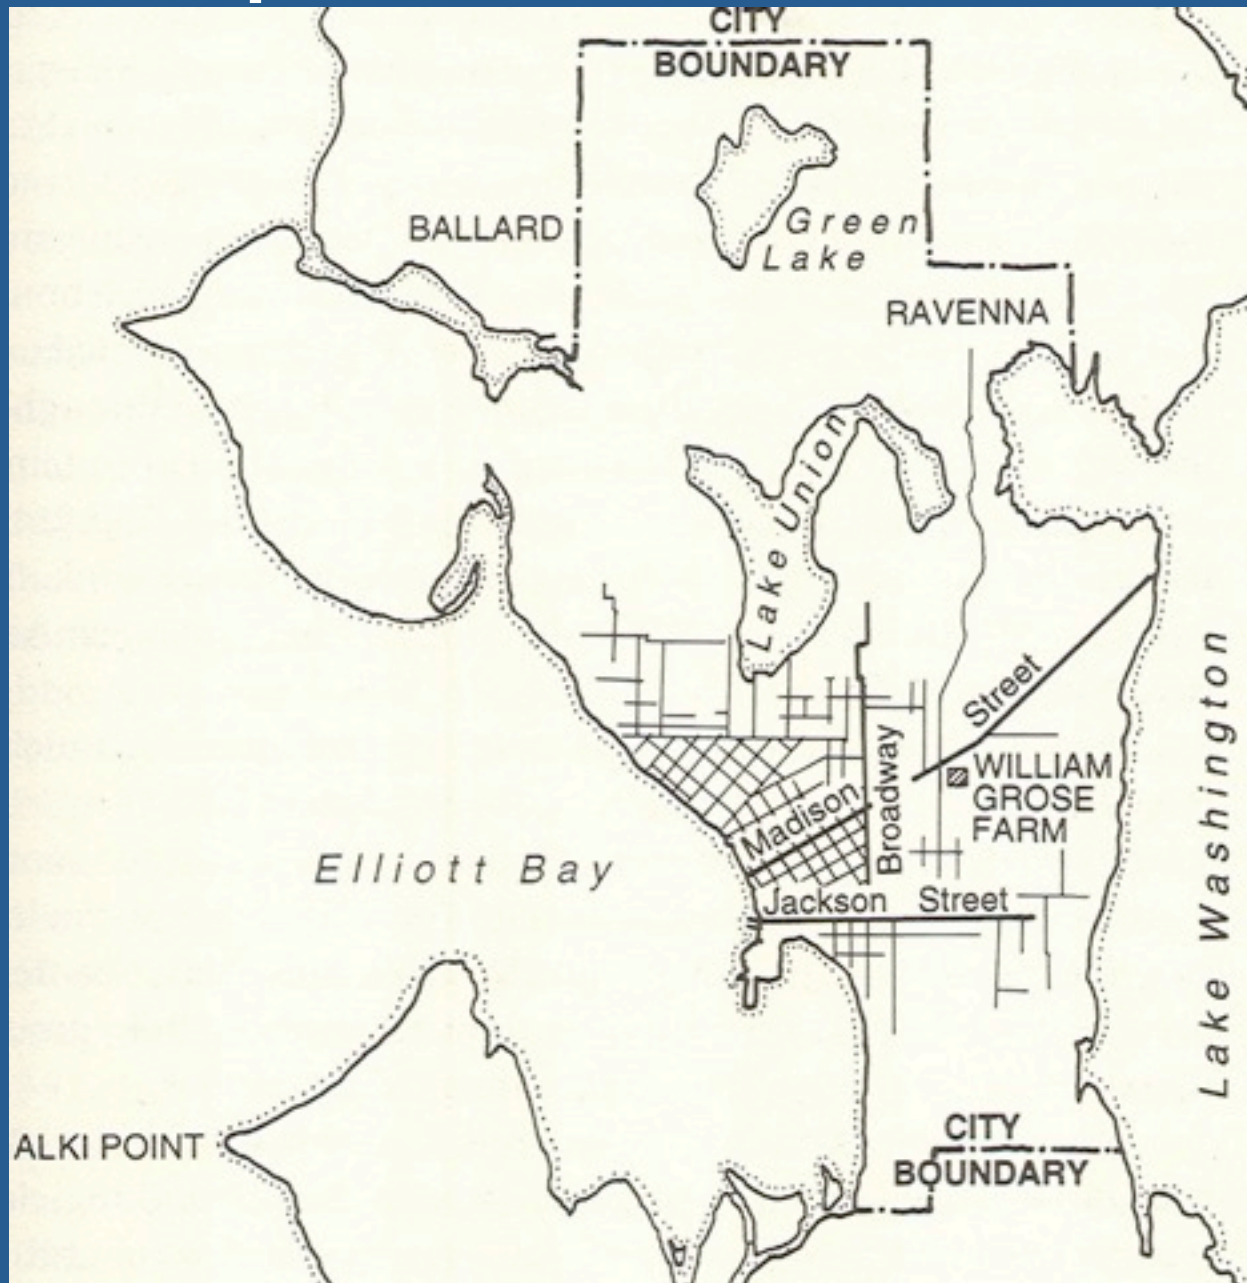 CITY
BOUNDARY
BALLARD
Green
Lake
RAVENNA
Lake Union
Street
WILLIAM
GROSE
FARM
Broadway
Madison
Elliott Bay
Jackson Street
Lake Washington
ALKI POINT
CITY
BOUNDARY